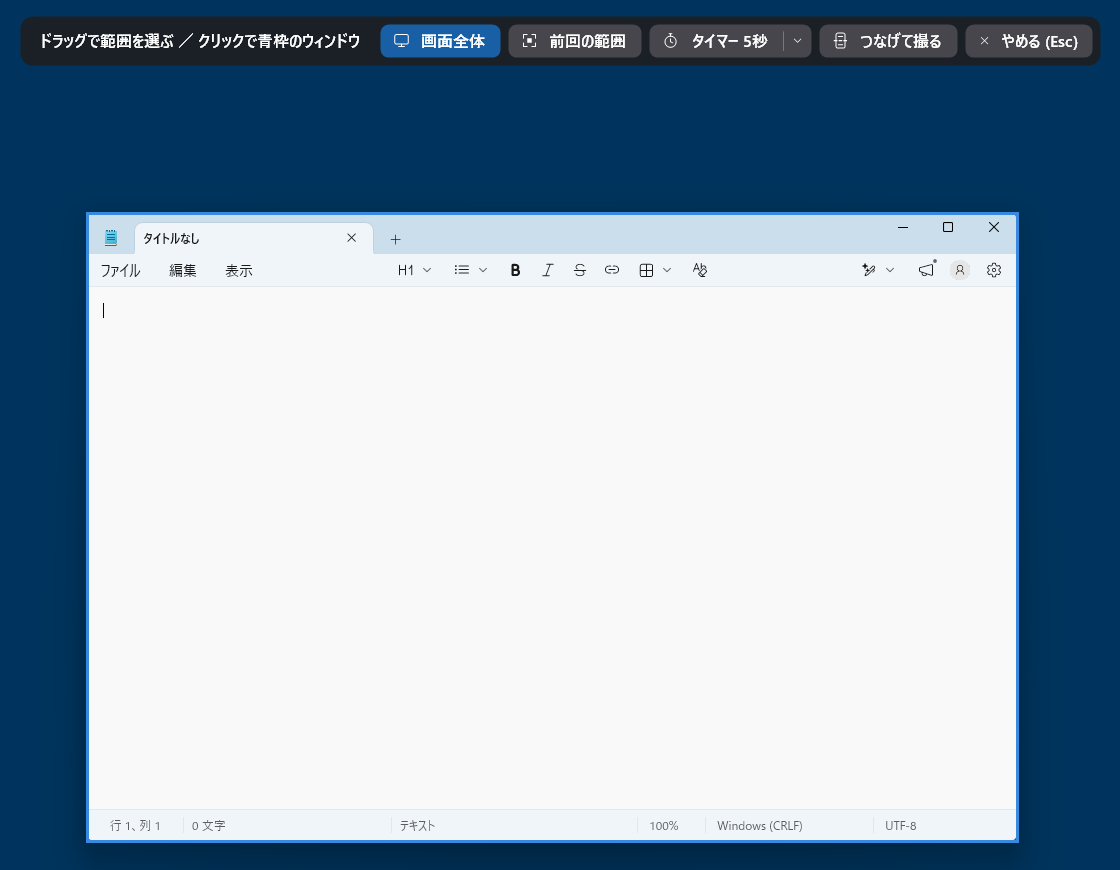 ドラッグで範囲を選ぶ ／ クリックで青枠のウィンドウ 画面全体 前回の範囲 タイマー 5秒 つなげて撮る やめる (Esc)
タイトルなし
ファイル 編集 表示 H1 B I S A
行 1、列 1 0 文字 テキスト 100% Windows (CRLF) UTF-8